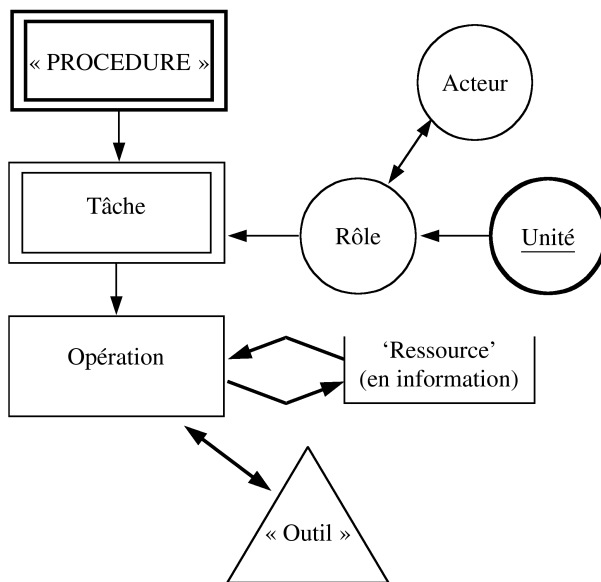 « PROCEDURE »
Acteur
Tâche
Rôle
Unité
Opération
‘Ressource’
(en information)
« Outil »